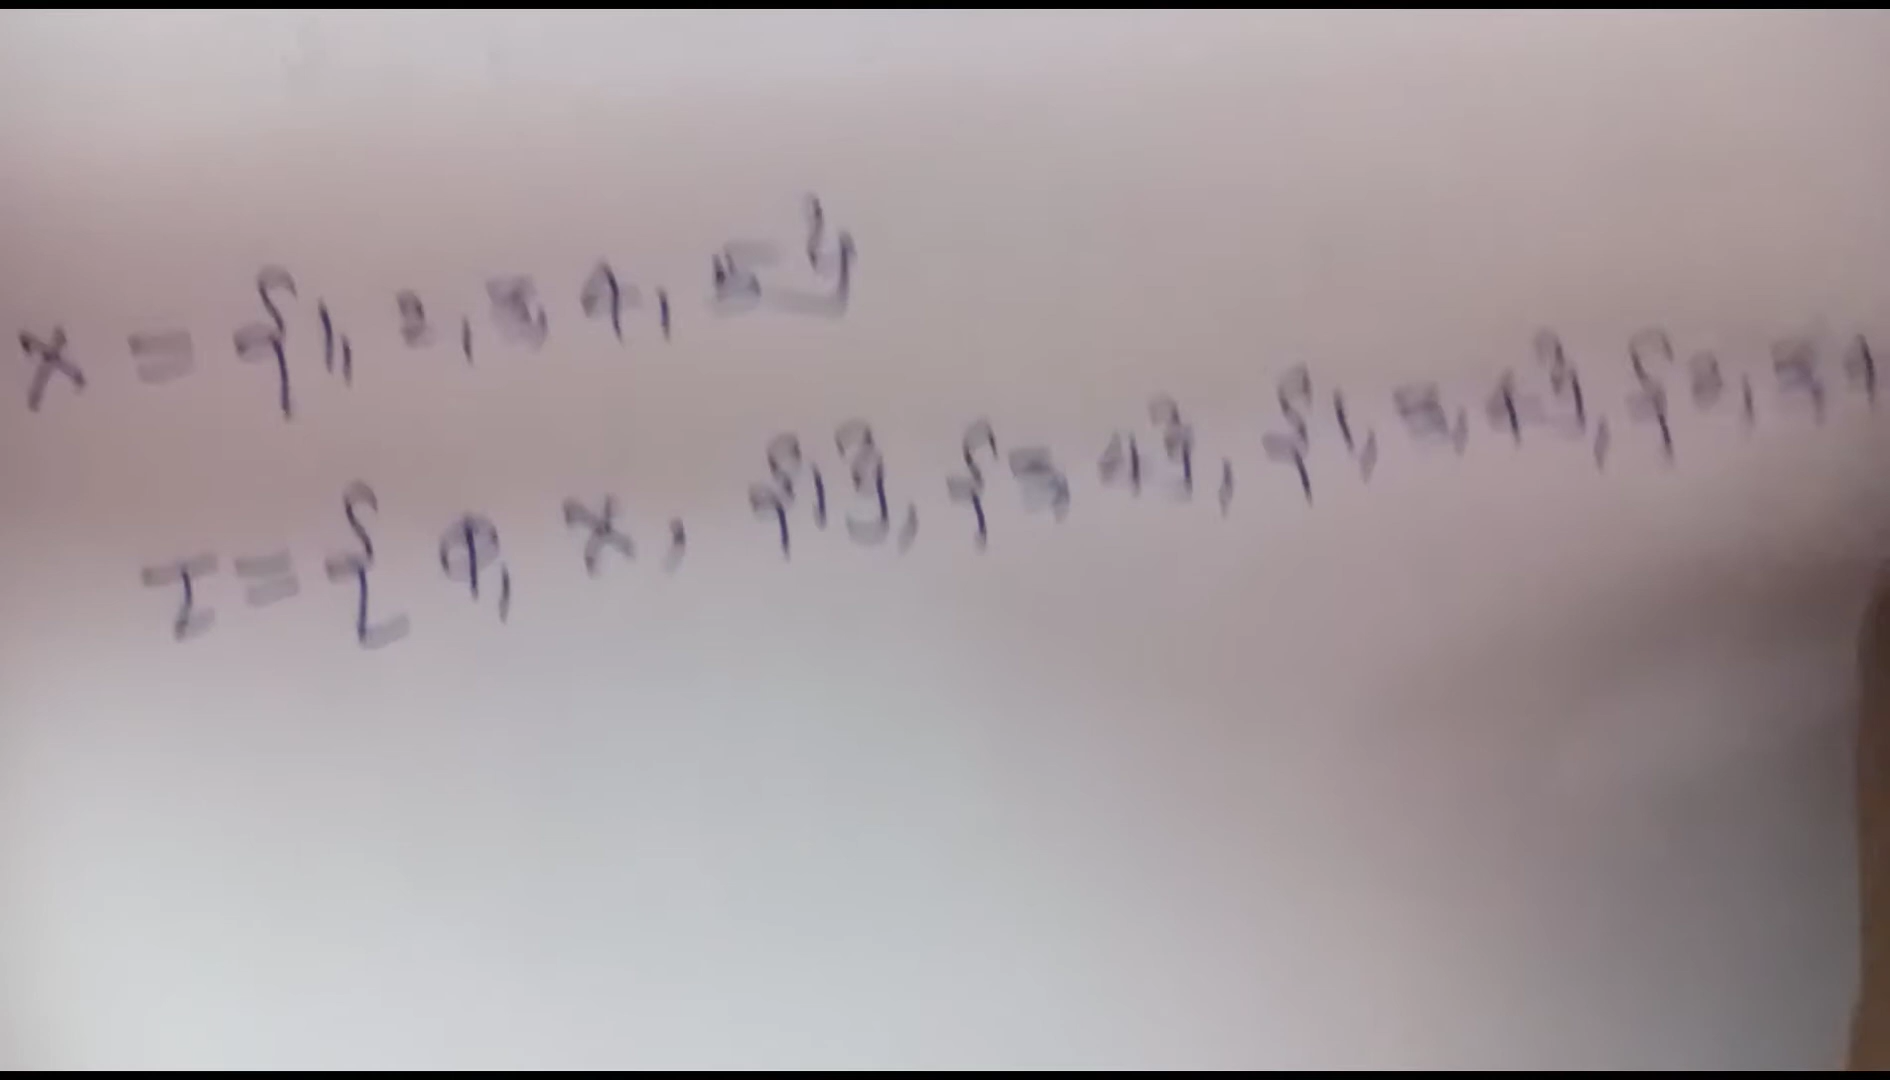 X = {1, 2, 3, 4, 5}
τ = {φ, X, {1}, {3, 4}, {1, 3, 4}, {2, 3 4